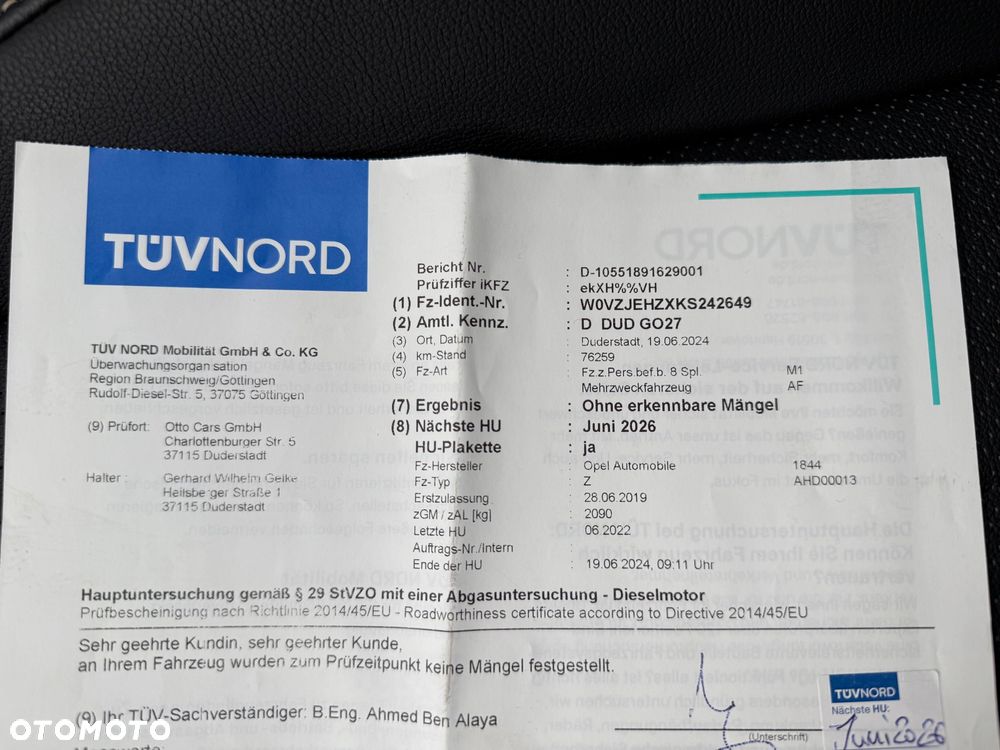 TÜVNORD
Bericht Nr. : D-10551891629001
Prüfziffer iKFZ : ekXH%%VH
(1) Fz-Ident.-Nr. : W0VZJEHZXKS242649
(2) Amtl. Kennz. : D DUD GO27
(3) Ort, Datum : Duderstadt, 19.06.2024
(4) km-Stand : 76259
(5) Fz-Art : Fz.z.Pers.bef.b. 8 Spl. M1
Mehrzweckfahrzeug AF
(7) Ergebnis : Ohne erkennbare Mängel
(8) Nächste HU : Juni 2026
HU-Plakette : ja
Fz-Hersteller : Opel Automobile 1844
Fz-Typ : Z AHD00013
Erstzulassung : 28.06.2019
zGM / zAL [kg] : 2090
Letzte HU : 06.2022
Auftrags-Nr./Intern :
Ende der HU : 19.06.2024, 09:11 Uhr
TÜV NORD Mobilität GmbH & Co. KG
Überwachungsorganisation
Region Braunschweig/Göttingen
Rudolf-Diesel-Str. 5, 37075 Göttingen
(9) Prüfort: Otto Cars GmbH
Charlottenburger Str. 5
37115 Duderstadt
Halter : Gerhard Wilhelm Geike
Heilsberger Straße 1
37115 Duderstadt
Hauptuntersuchung gemäß § 29 StVZO mit einer Abgasuntersuchung - Dieselmotor
Prüfbescheinigung nach Richtlinie 2014/45/EU - Roadworthiness certificate according to Directive 2014/45/EU
Sehr geehrte Kundin, sehr geehrter Kunde,
an Ihrem Fahrzeug wurden zum Prüfzeitpunkt keine Mängel festgestellt.
(9) Ihr TÜV-Sachverständiger: B.Eng. Ahmed Ben Alaya
(Unterschrift)
TÜVNORD
Nächste HU:
Juni 2026
OTOMOTO